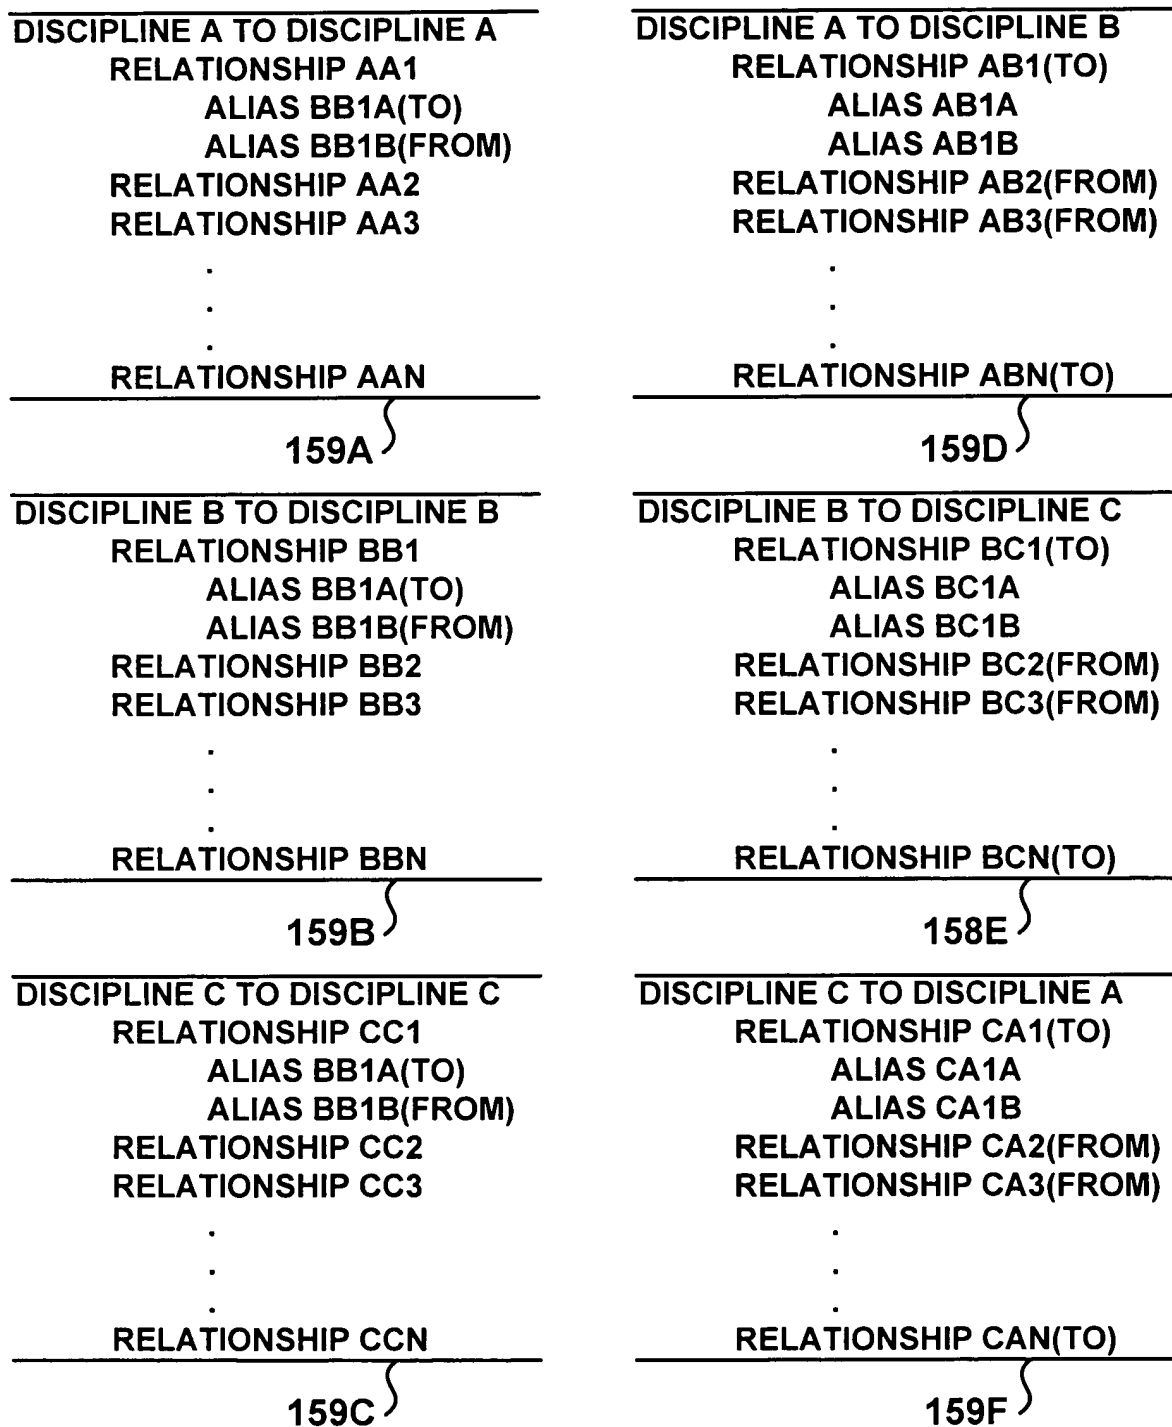 DISCIPLINE A TO DISCIPLINE A
RELATIONSHIP AA1
ALIAS BB1A(TO)
ALIAS BB1B(FROM)
RELATIONSHIP AA2
RELATIONSHIP AA3
.
.
.
RELATIONSHIP AAN
159A
DISCIPLINE A TO DISCIPLINE B
RELATIONSHIP AB1(TO)
ALIAS AB1A
ALIAS AB1B
RELATIONSHIP AB2(FROM)
RELATIONSHIP AB3(FROM)
.
.
.
RELATIONSHIP ABN(TO)
159D
DISCIPLINE B TO DISCIPLINE B
RELATIONSHIP BB1
ALIAS BB1A(TO)
ALIAS BB1B(FROM)
RELATIONSHIP BB2
RELATIONSHIP BB3
.
.
.
RELATIONSHIP BBN
159B
DISCIPLINE B TO DISCIPLINE C
RELATIONSHIP BC1(TO)
ALIAS BC1A
ALIAS BC1B
RELATIONSHIP BC2(FROM)
RELATIONSHIP BC3(FROM)
.
.
.
RELATIONSHIP BCN(TO)
158E
DISCIPLINE C TO DISCIPLINE C
RELATIONSHIP CC1
ALIAS BB1A(TO)
ALIAS BB1B(FROM)
RELATIONSHIP CC2
RELATIONSHIP CC3
.
.
.
RELATIONSHIP CCN
159C
DISCIPLINE C TO DISCIPLINE A
RELATIONSHIP CA1(TO)
ALIAS CA1A
ALIAS CA1B
RELATIONSHIP CA2(FROM)
RELATIONSHIP CA3(FROM)
.
.
.
RELATIONSHIP CAN(TO)
159F